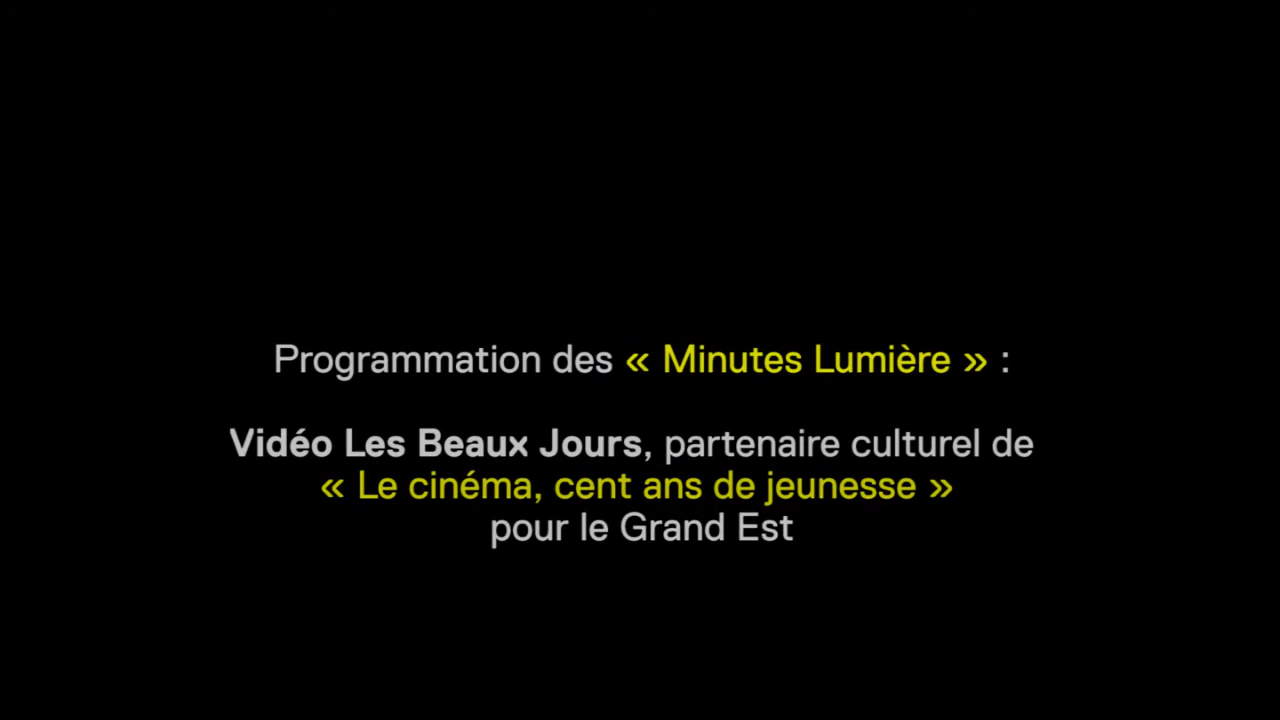 Programmation des « Minutes Lumière » :
Vidéo Les Beaux Jours, partenaire culturel de
« Le cinéma, cent ans de jeunesse »
pour le Grand Est